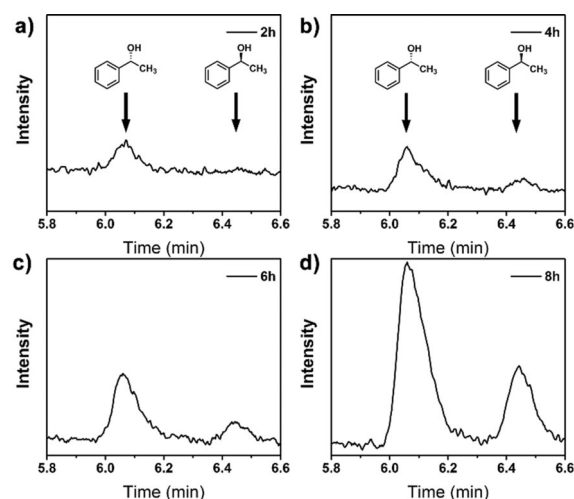 a)
2h
OH
CH₃
OH
CH₃
Intensity
5.8 6.0 6.2 6.4 6.6
Time (min)
b)
4h
OH
CH₃
OH
CH₃
Intensity
5.8 6.0 6.2 6.4 6.6
Time (min)
c)
6h
Intensity
5.8 6.0 6.2 6.4 6.6
Time (min)
d)
8h
Intensity
5.8 6.0 6.2 6.4 6.6
Time (min)